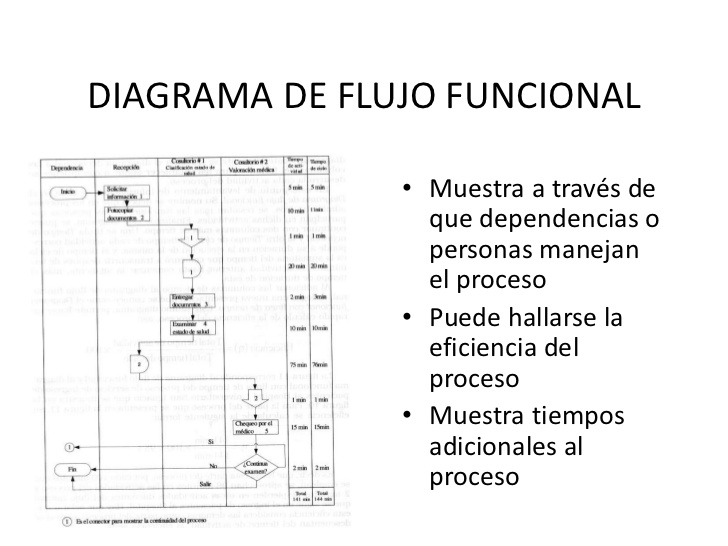 DIAGRAMA DE FLUJO FUNCIONAL
Dependencia
Recepción
Consultorio # 1
Clasificación estado de
salud
Consultorio # 2
Valoración médica
Tiempo
de acti-
vidad
Tiempo
de ciclo
Inicio
Solicitar
información 1
5 min 5 min
Fotocopiar
documentos 2
10 min 1 min
1
1 min 1 min
1
20 min 20 min
Entregar
documentos 3
2 min 3min
Examinar 4
estado de salud
10 min 10min
2
75 min 76min
2
1 min 1 min
Chequeo por el
médico 5
15 min 15min
1
Si
Fin
No
¿Continúa
examen?
2 min 2 min
Salir
Total
141 min
Total
144 min
1 Es el conector para mostrar la continuidad del proceso
• Muestra a través de
que dependencias o
personas manejan
el proceso
• Puede hallarse la
eficiencia del
proceso
• Muestra tiempos
adicionales al
proceso